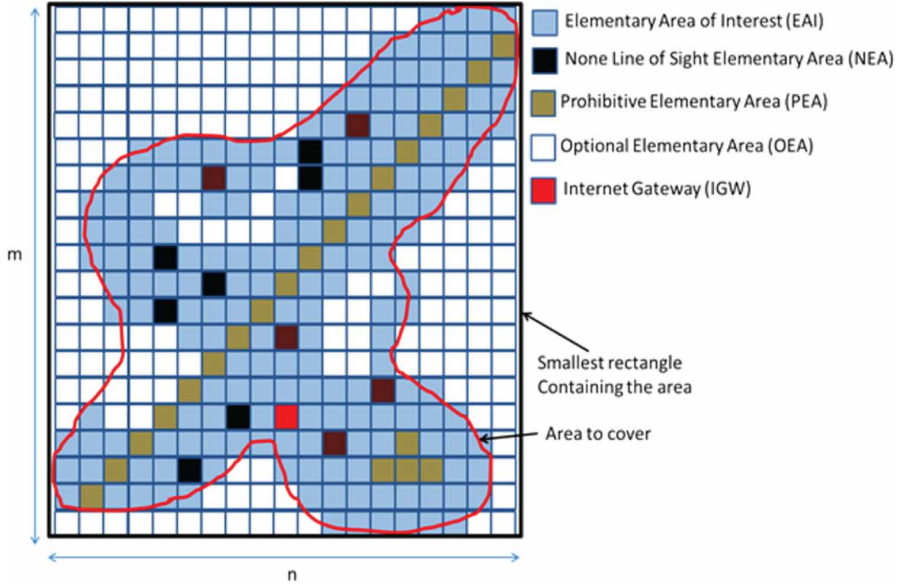 Elementary Area of Interest (EAI)
None Line of Sight Elementary Area (NEA)
Prohibitive Elementary Area (PEA)
Optional Elementary Area (OEA)
Internet Gateway (IGW)
m
Smallest rectangle
Containing the area
Area to cover
n